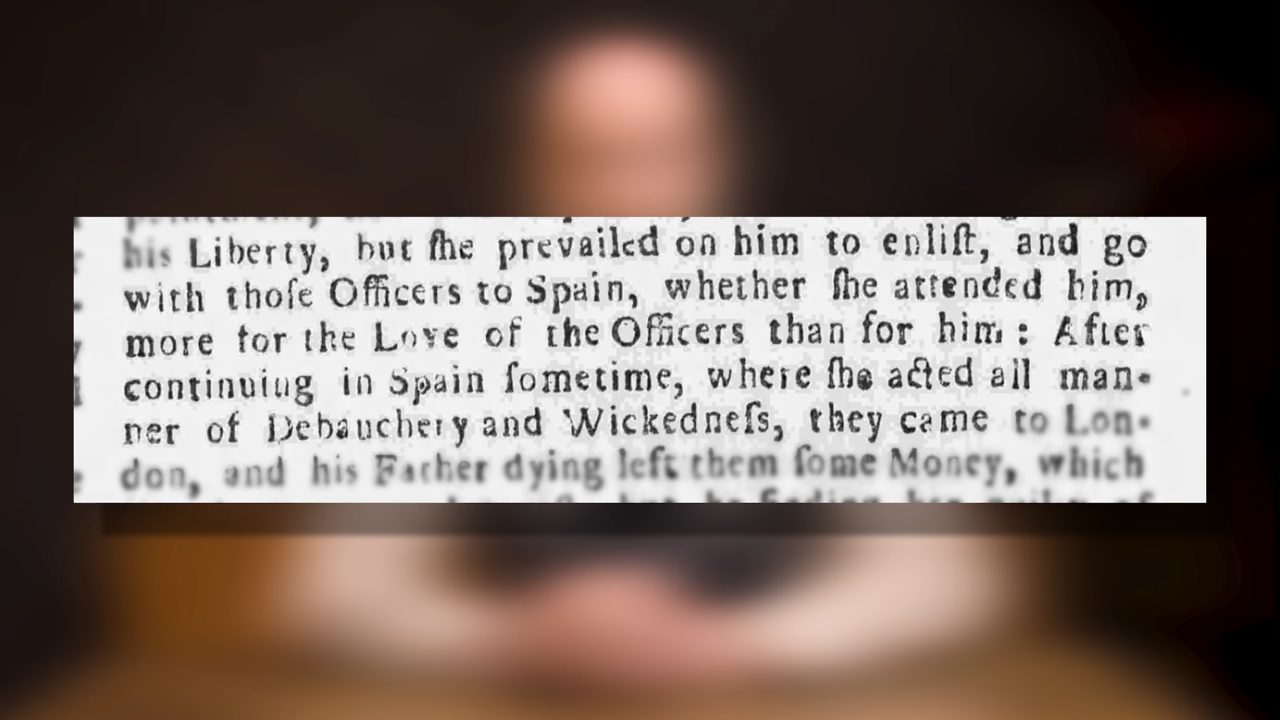 his Liberty, but ſhe prevailed on him to enliſt, and go
with thoſe Officers to Spain, whether ſhe attended him,
more for the Love of the Officers than for him : After
continuing in Spain ſometime, where ſhe acted all man-
ner of Debauchery and Wickedneſs, they came to Lon-
don, and his Father dying left them ſome Money, which